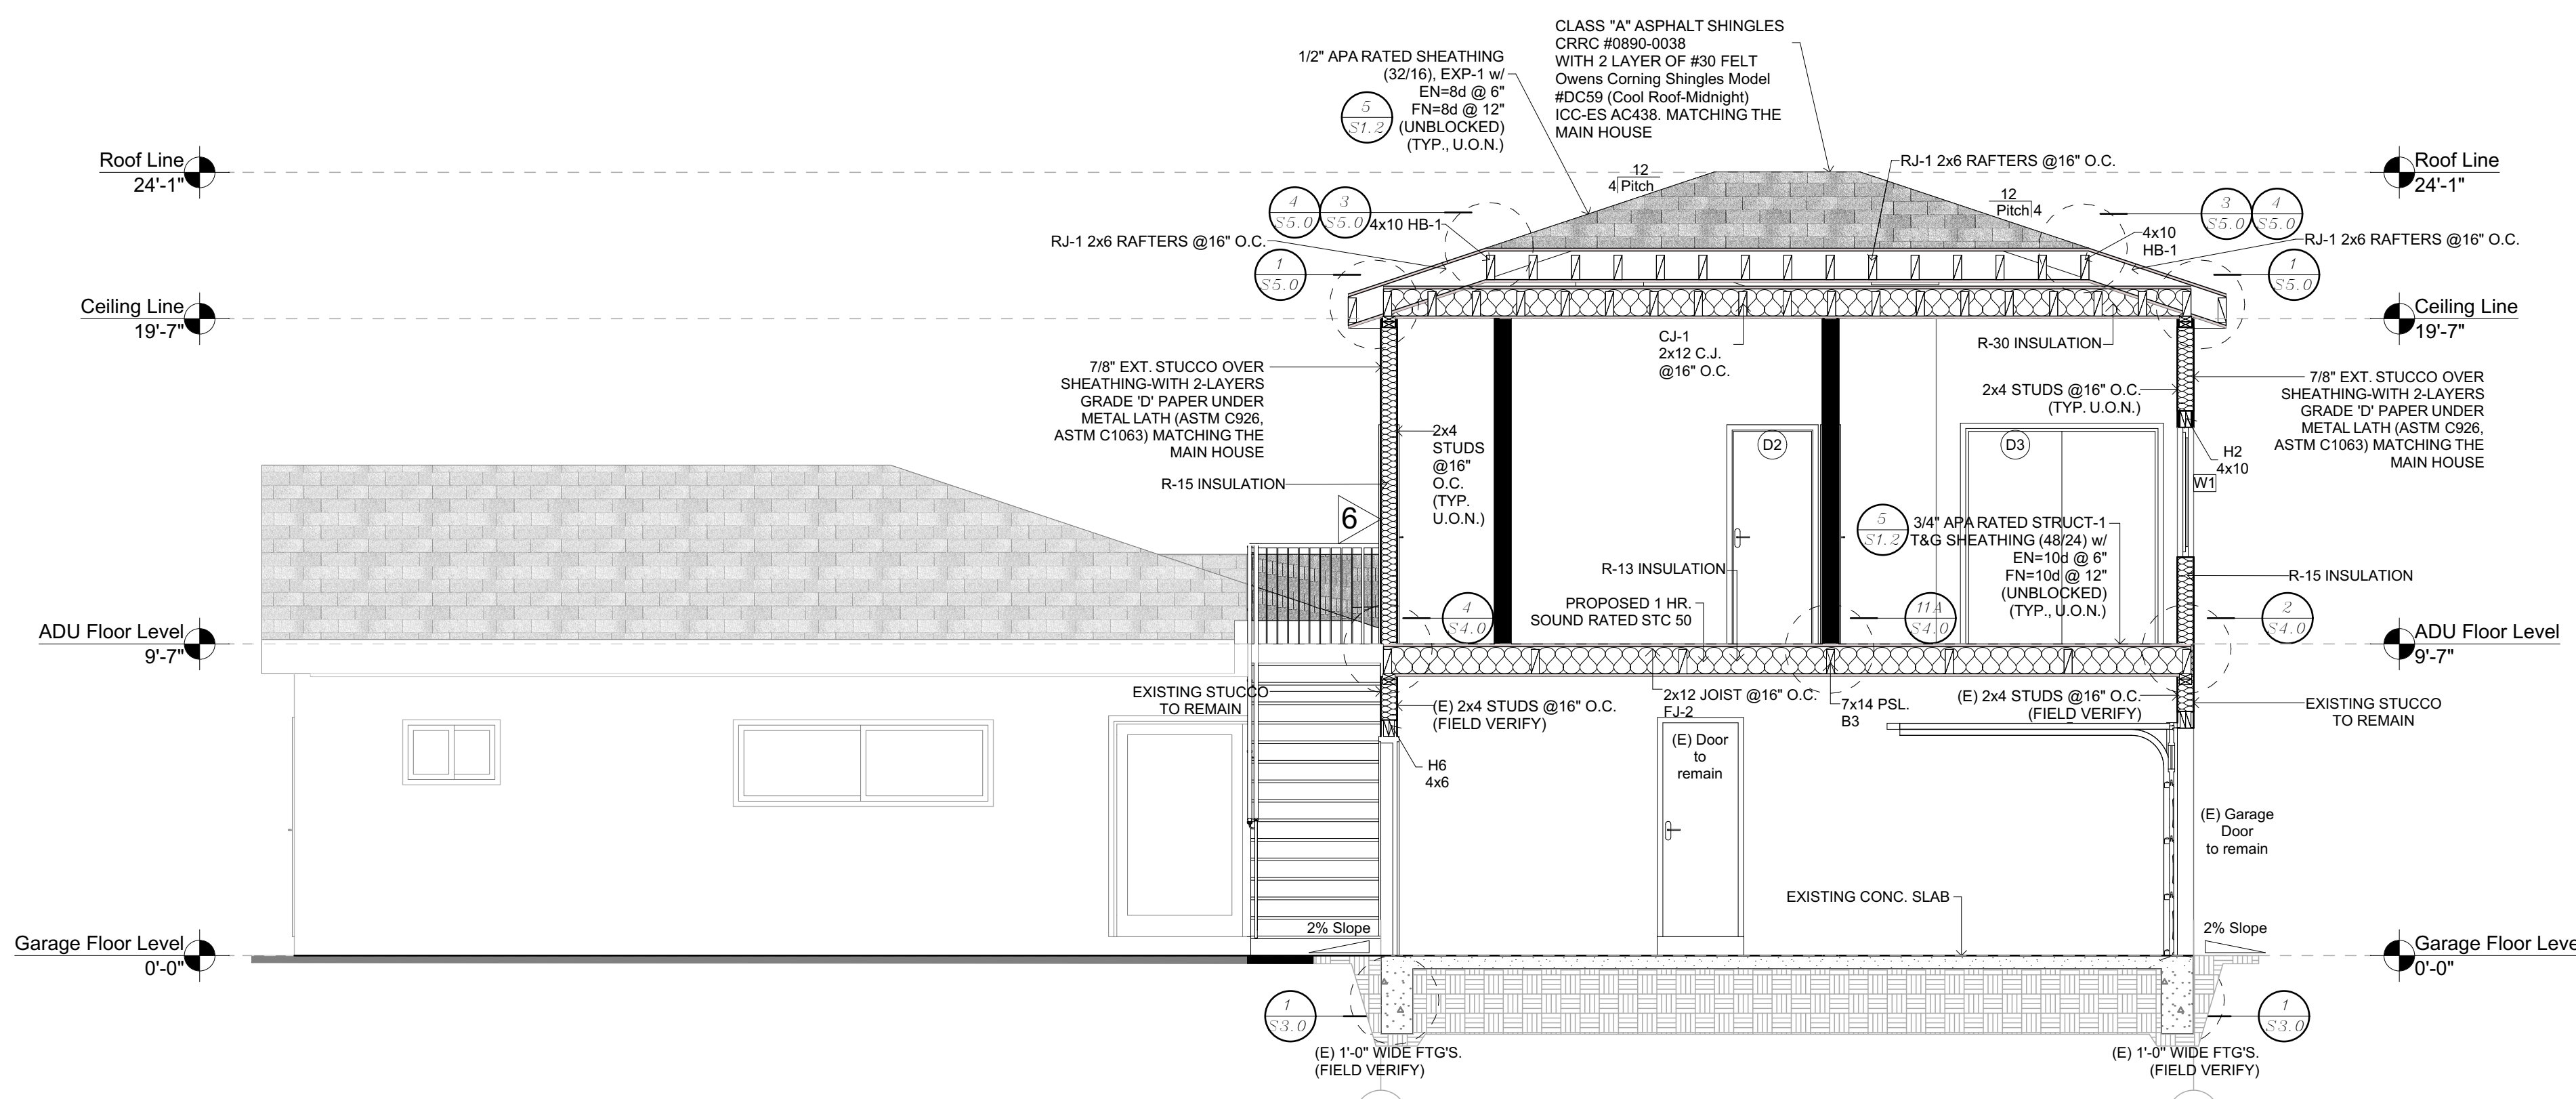 CLASS "A" ASPHALT SHINGLES
CRRC #0890-0038
WITH 2 LAYER OF #30 FELT
Owens Corning Shingles Model
#DC59 (Cool Roof-Midnight)
ICC-ES AC438. MATCHING THE
MAIN HOUSE
1/2" APA RATED SHEATHING
(32/16), EXP-1 w/
EN=8d @ 6"
FN=8d @ 12"
(UNBLOCKED)
(TYP., U.O.N.)
5
S1.2
Roof Line
24'-1"
12
4 Pitch
RJ-1 2x6 RAFTERS @16" O.C.
12
Pitch 4
Roof Line
24'-1"
4
S5.0
3
S5.0
4x10 HB-1
RJ-1 2x6 RAFTERS @16" O.C.
1
S5.0
3
S5.0
4
S5.0
4x10
HB-1
RJ-1 2x6 RAFTERS @16" O.C.
1
S5.0
Ceiling Line
19'-7"
Ceiling Line
19'-7"
CJ-1
2x12 C.J.
@16" O.C.
R-30 INSULATION
7/8" EXT. STUCCO OVER
SHEATHING-WITH 2-LAYERS
GRADE 'D' PAPER UNDER
METAL LATH (ASTM C926,
ASTM C1063) MATCHING THE
MAIN HOUSE
2x4 STUDS @16" O.C.
(TYP. U.O.N.)
7/8" EXT. STUCCO OVER
SHEATHING-WITH 2-LAYERS
GRADE 'D' PAPER UNDER
METAL LATH (ASTM C926,
ASTM C1063) MATCHING THE
MAIN HOUSE
2x4
STUDS
@16"
O.C.
(TYP.
U.O.N.)
D2
D3
H2
4x10
W1
R-15 INSULATION
6
5
S1.2
3/4" APA RATED STRUCT-1
T&G SHEATHING (48/24) w/
EN=10d @ 6"
FN=10d @ 12"
(UNBLOCKED)
(TYP., U.O.N.)
R-13 INSULATION
R-15 INSULATION
PROPOSED 1 HR.
SOUND RATED STC 50
4
S4.0
11A
S4.0
2
S4.0
ADU Floor Level
9'-7"
ADU Floor Level
9'-7"
EXISTING STUCCO
TO REMAIN
(E) 2x4 STUDS @16" O.C.
(FIELD VERIFY)
2x12 JOIST @16" O.C.
FJ-2
7x14 PSL.
B3
(E) 2x4 STUDS @16" O.C.
(FIELD VERIFY)
EXISTING STUCCO
TO REMAIN
H6
4x6
(E) Door
to
remain
(E) Garage
Door
to remain
EXISTING CONC. SLAB
2% Slope
2% Slope
Garage Floor Level
0'-0"
Garage Floor Leve
0'-0"
1
S3.0
1
S3.0
(E) 1'-0" WIDE FTG'S.
(FIELD VERIFY)
(E) 1'-0" WIDE FTG'S.
(FIELD VERIFY)